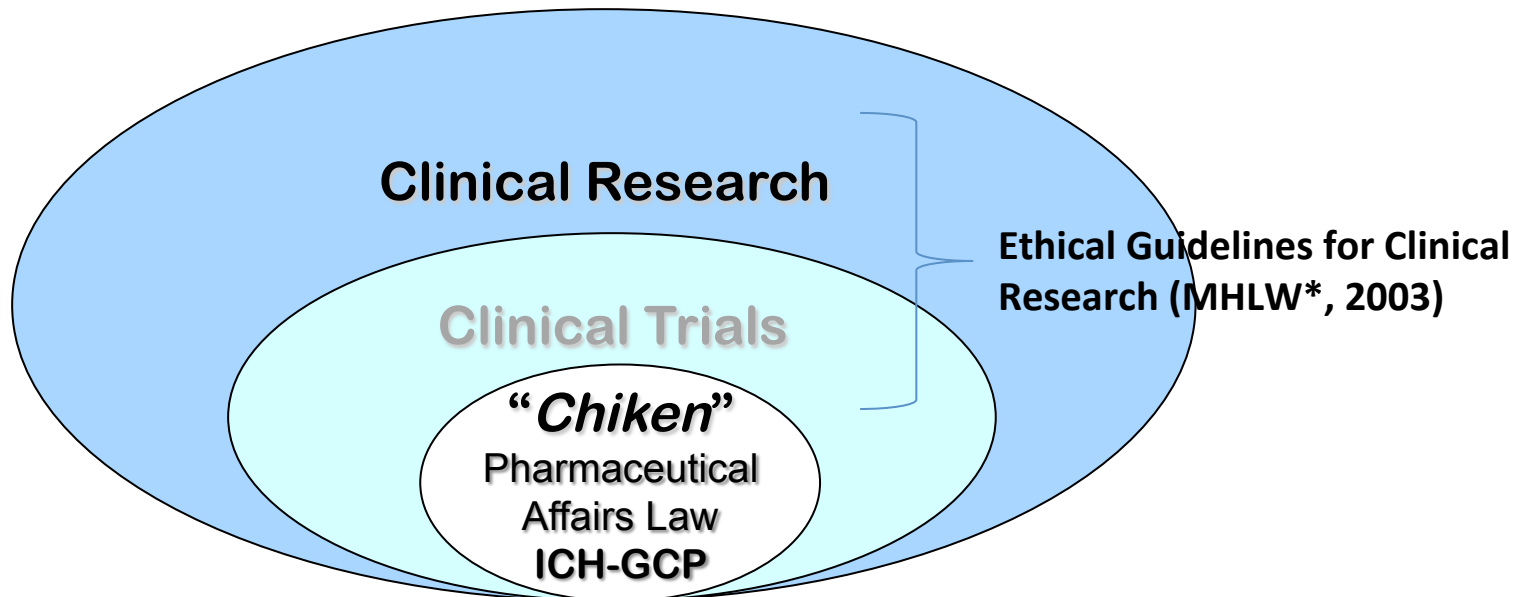 Clinical Research
Ethical Guidelines for Clinical
Research (MHLW*, 2003)
Clinical Trials
“Chiken”
Pharmaceutical
Affairs Law
ICH-GCP